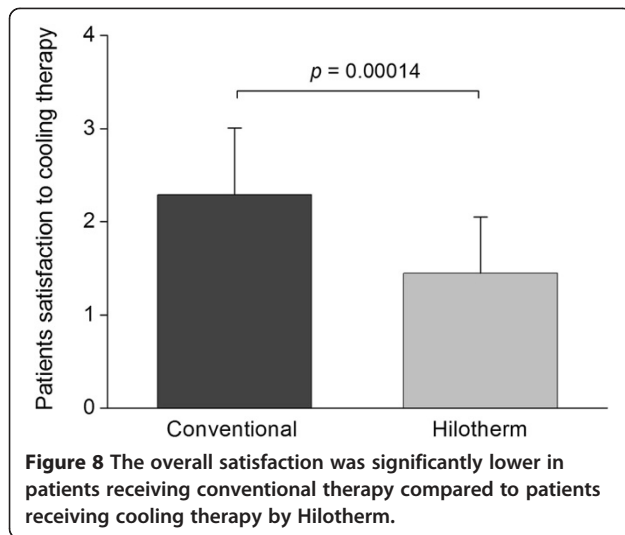 4
p = 0.00014
3
2
1
0
Patients satisfaction to cooling therapy
Conventional Hilotherm
Figure 8 The overall satisfaction was significantly lower in
patients receiving conventional therapy compared to patients
receiving cooling therapy by Hilotherm.